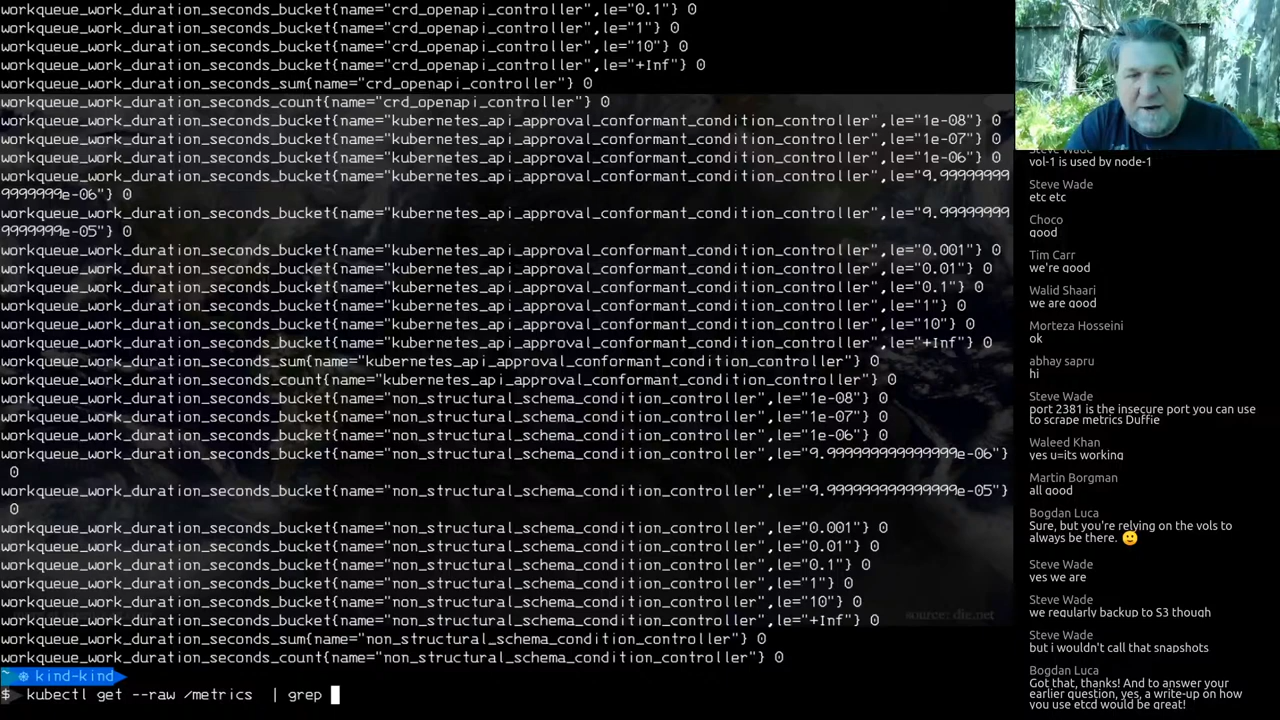 workqueue_work_duration_seconds_bucket{name="crd_openapi_controller",le="0.1"} 0
workqueue_work_duration_seconds_bucket{name="crd_openapi_controller",le="1"} 0
workqueue_work_duration_seconds_bucket{name="crd_openapi_controller",le="10"} 0
workqueue_work_duration_seconds_bucket{name="crd_openapi_controller",le="+Inf"} 0
workqueue_work_duration_seconds_sum{name="crd_openapi_controller"} 0
workqueue_work_duration_seconds_count{name="crd_openapi_controller"} 0
workqueue_work_duration_seconds_bucket{name="kubernetes_api_approval_conformant_condition_controller",le="1e-08"} 0
workqueue_work_duration_seconds_bucket{name="kubernetes_api_approval_conformant_condition_controller",le="1e-07"} 0
workqueue_work_duration_seconds_bucket{name="kubernetes_api_approval_conformant_condition_controller",le="1e-06"} 0
workqueue_work_duration_seconds_bucket{name="kubernetes_api_approval_conformant_condition_controller",le="9.99999999
9999999e-06"} 0
workqueue_work_duration_seconds_bucket{name="kubernetes_api_approval_conformant_condition_controller",le="9.99999999
9999999e-05"} 0
workqueue_work_duration_seconds_bucket{name="kubernetes_api_approval_conformant_condition_controller",le="0.001"} 0
workqueue_work_duration_seconds_bucket{name="kubernetes_api_approval_conformant_condition_controller",le="0.01"} 0
workqueue_work_duration_seconds_bucket{name="kubernetes_api_approval_conformant_condition_controller",le="0.1"} 0
workqueue_work_duration_seconds_bucket{name="kubernetes_api_approval_conformant_condition_controller",le="1"} 0
workqueue_work_duration_seconds_bucket{name="kubernetes_api_approval_conformant_condition_controller",le="10"} 0
workqueue_work_duration_seconds_bucket{name="kubernetes_api_approval_conformant_condition_controller",le="+Inf"} 0
workqueue_work_duration_seconds_sum{name="kubernetes_api_approval_conformant_condition_controller"} 0
workqueue_work_duration_seconds_count{name="kubernetes_api_approval_conformant_condition_controller"} 0
workqueue_work_duration_seconds_bucket{name="non_structural_schema_condition_controller",le="1e-08"} 0
workqueue_work_duration_seconds_bucket{name="non_structural_schema_condition_controller",le="1e-07"} 0
workqueue_work_duration_seconds_bucket{name="non_structural_schema_condition_controller",le="1e-06"} 0
workqueue_work_duration_seconds_bucket{name="non_structural_schema_condition_controller",le="9.999999999999999e-06"}
0
workqueue_work_duration_seconds_bucket{name="non_structural_schema_condition_controller",le="9.999999999999999e-05"}
0
workqueue_work_duration_seconds_bucket{name="non_structural_schema_condition_controller",le="0.001"} 0
workqueue_work_duration_seconds_bucket{name="non_structural_schema_condition_controller",le="0.01"} 0
workqueue_work_duration_seconds_bucket{name="non_structural_schema_condition_controller",le="0.1"} 0
workqueue_work_duration_seconds_bucket{name="non_structural_schema_condition_controller",le="1"} 0
workqueue_work_duration_seconds_bucket{name="non_structural_schema_condition_controller",le="10"} 0
workqueue_work_duration_seconds_bucket{name="non_structural_schema_condition_controller",le="+Inf"} 0
workqueue_work_duration_seconds_sum{name="non_structural_schema_condition_controller"} 0
workqueue_work_duration_seconds_count{name="non_structural_schema_condition_controller"} 0
~ ⎈ kind-kind
$ kubectl get --raw /metrics | grep
Steve Wade
vol-1 is used by node-1
Steve Wade
etc etc
Choco
good
Tim Carr
we're good
Walid Shaari
we are good
Morteza Hosseini
ok
abhay sapru
hi
Steve Wade
port 2381 is the insecure port you can use
to scrape metrics Duffie
Waleed Khan
yes u=its working
Martin Borgman
all good
Bogdan Luca
Sure, but you're relying on the vols to
always be there. 🙂
Steve Wade
yes we are
Steve Wade
we regularly backup to S3 though
Steve Wade
but i wouldn't call that snapshots
Bogdan Luca
Got that, thanks! And to answer your
earlier question, yes, a write-up on how
you use etcd would be great!